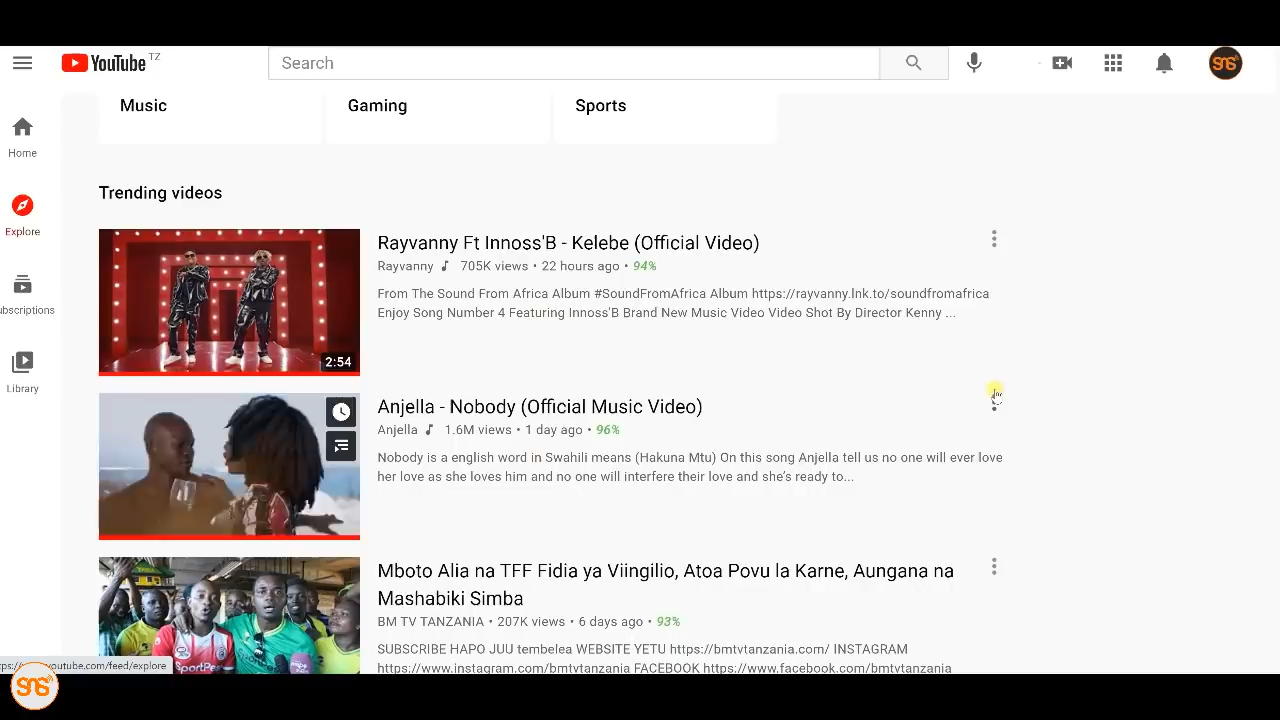 YouTube TZ
Search
SNS
Music
Gaming
Sports
Home
Explore
ubscriptions
Library
Trending videos
2:54
Rayvanny Ft Innoss'B - Kelebe (Official Video)
Rayvanny 705K views • 22 hours ago • 94%
From The Sound From Africa Album #SoundFromAfrica Album https://rayvanny.lnk.to/soundfromafrica
Enjoy Song Number 4 Featuring Innoss'B Brand New Music Video Video Shot By Director Kenny ...
Anjella - Nobody (Official Music Video)
Anjella 1.6M views • 1 day ago • 96%
Nobody is a english word in Swahili means (Hakuna Mtu) On this song Anjella tell us no one will ever love
her love as she loves him and no one will interfere their love and she's ready to...
Mboto Alia na TFF Fidia ya Viingilio, Atoa Povu la Karne, Aungana na
Mashabiki Simba
BM TV TANZANIA • 207K views • 6 days ago • 93%
SUBSCRIBE HAPO JUU tembelea WEBSITE YETU https://bmtvtanzania.com/ INSTAGRAM
https://www.instagram.com/bmtvtanzania FACEBOOK https://www.facebook.com/bmtvtanzania
SportPesa
youtube.com/feed/explore
SNS